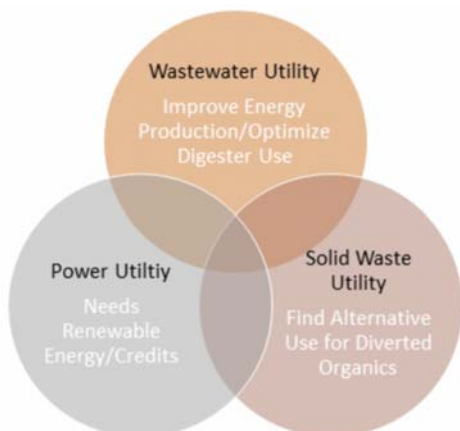 Wastewater Utility
Improve Energy
Production/Optimize
Digester Use
Power Utiltiy
Needs
Renewable
Energy/Credits
Solid Waste
Utility
Find Alternative
Use for Diverted
Organics